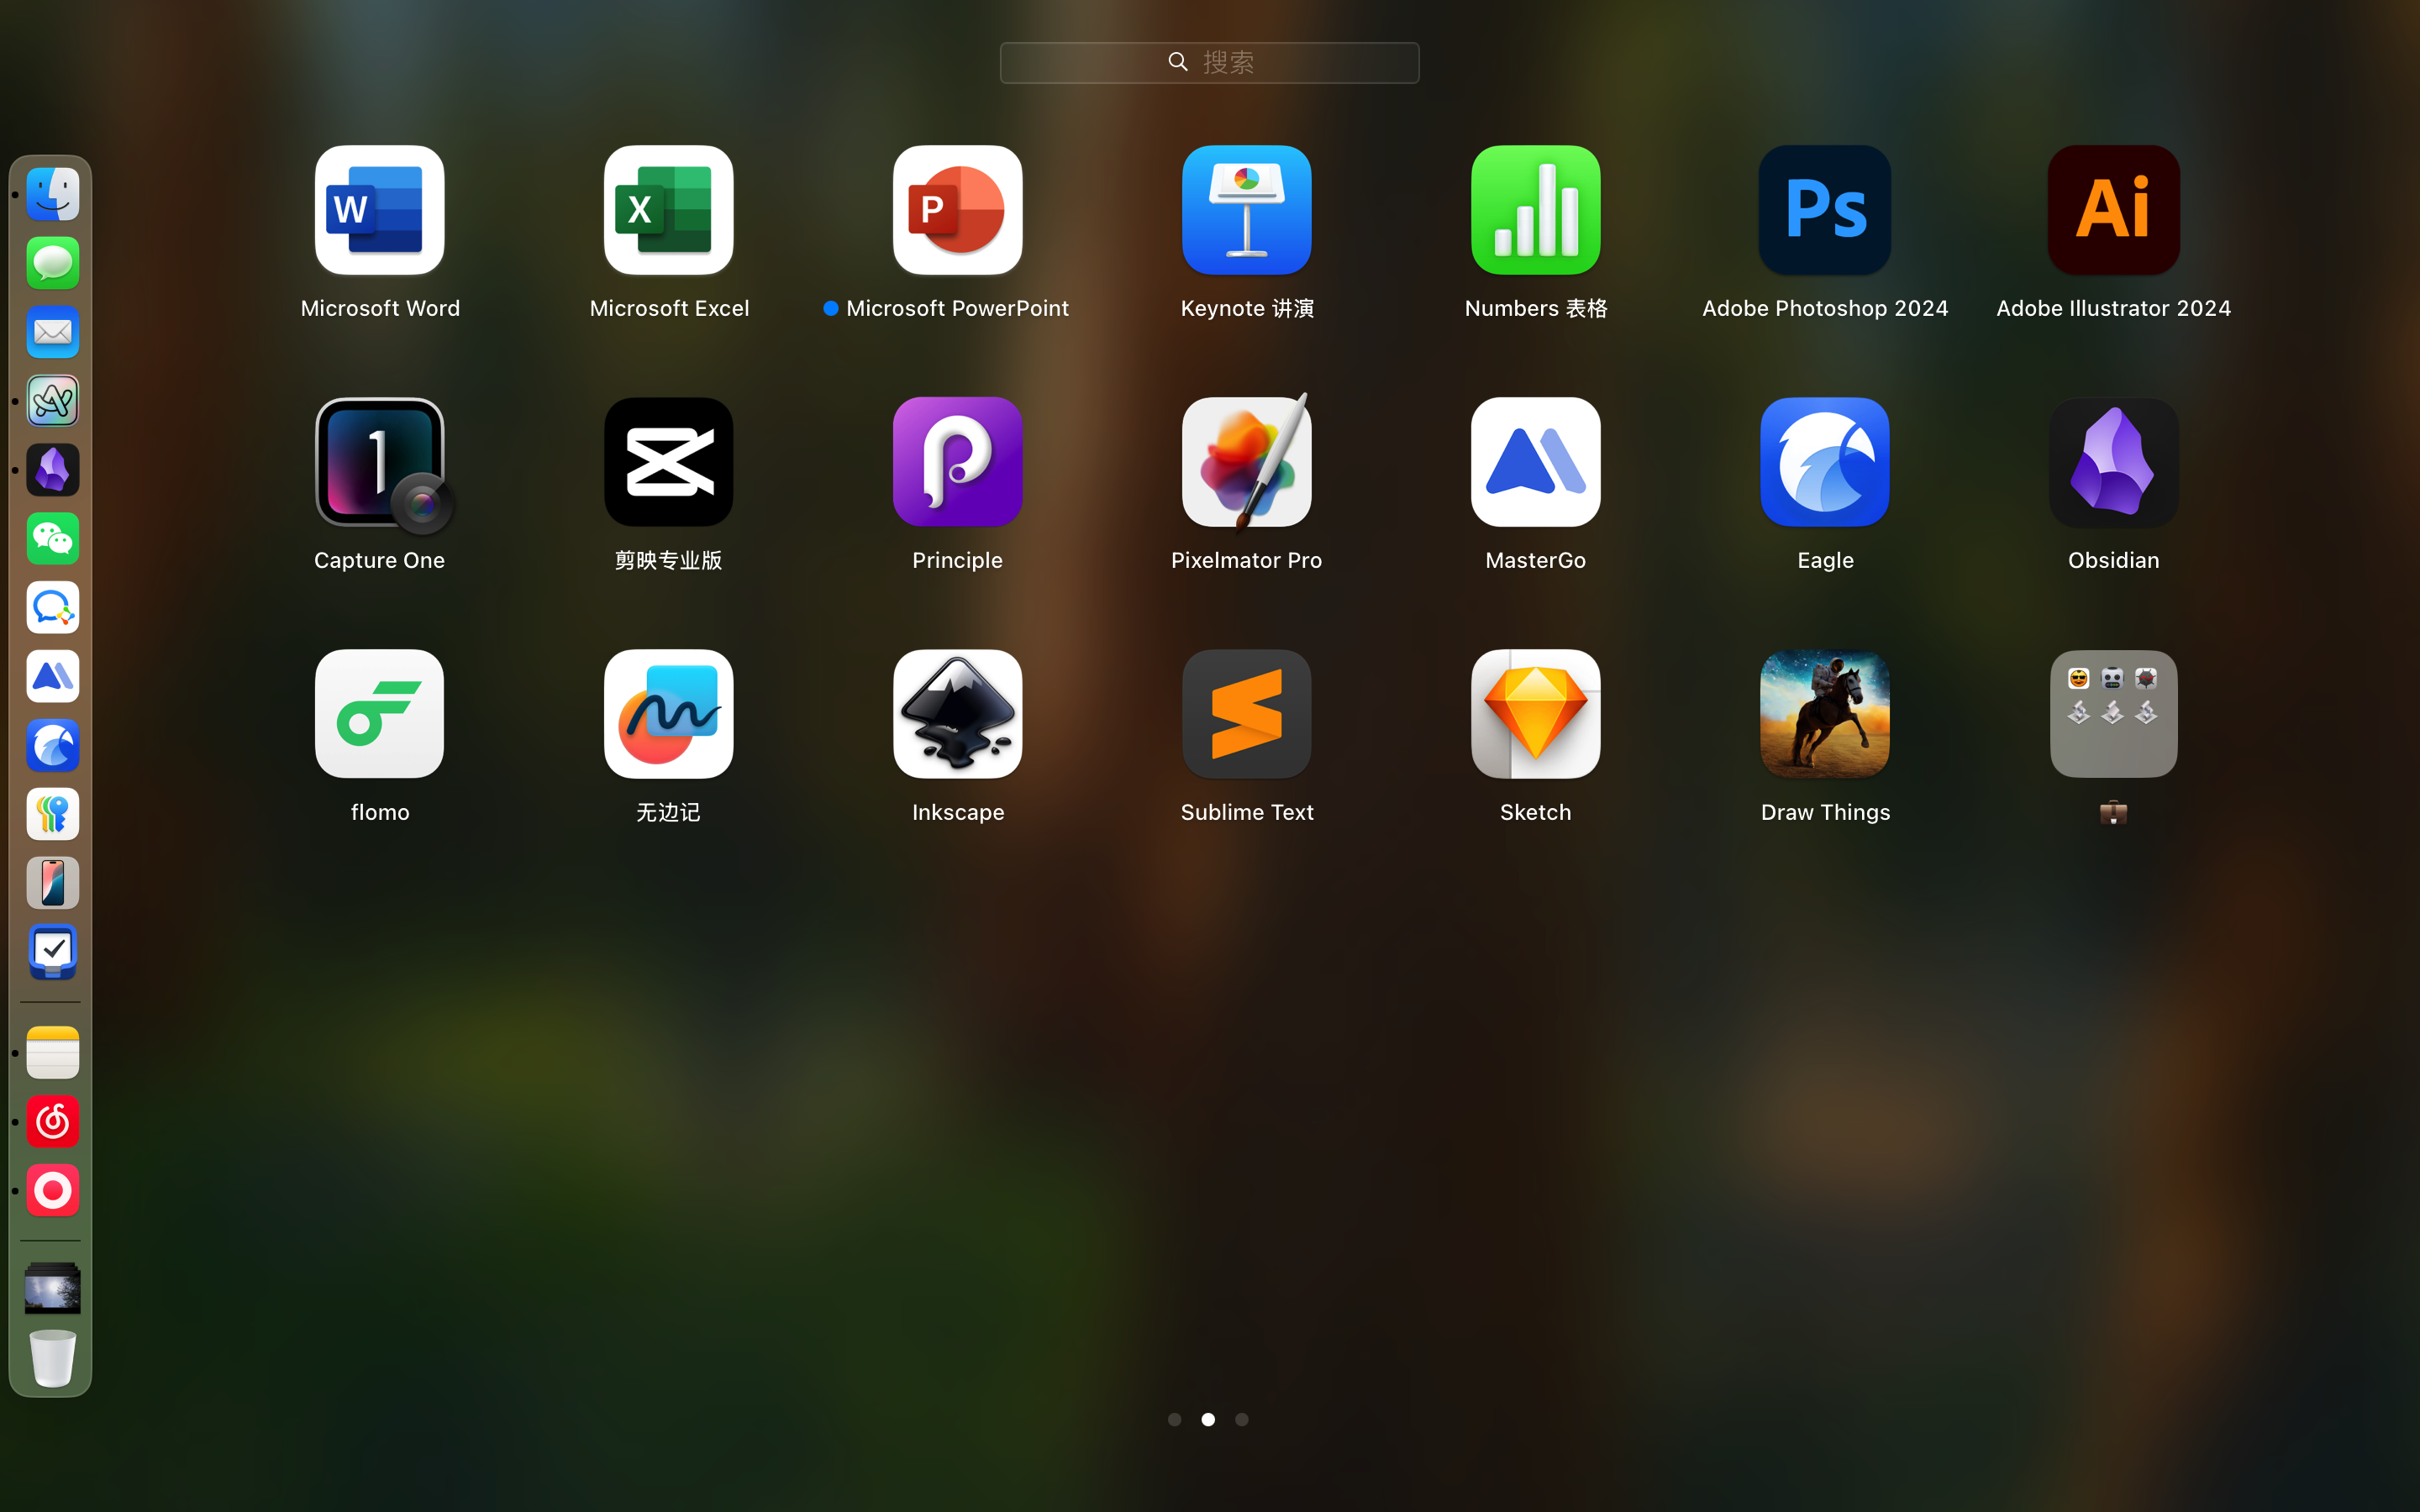 搜索
Microsoft Word
Microsoft Excel
Microsoft PowerPoint
Keynote 讲演
Numbers 表格
Adobe Photoshop 2024
Adobe Illustrator 2024
Capture One
剪映专业版
Principle
Pixelmator Pro
MasterGo
Eagle
Obsidian
flomo
无边记
Inkscape
Sublime Text
Sketch
Draw Things